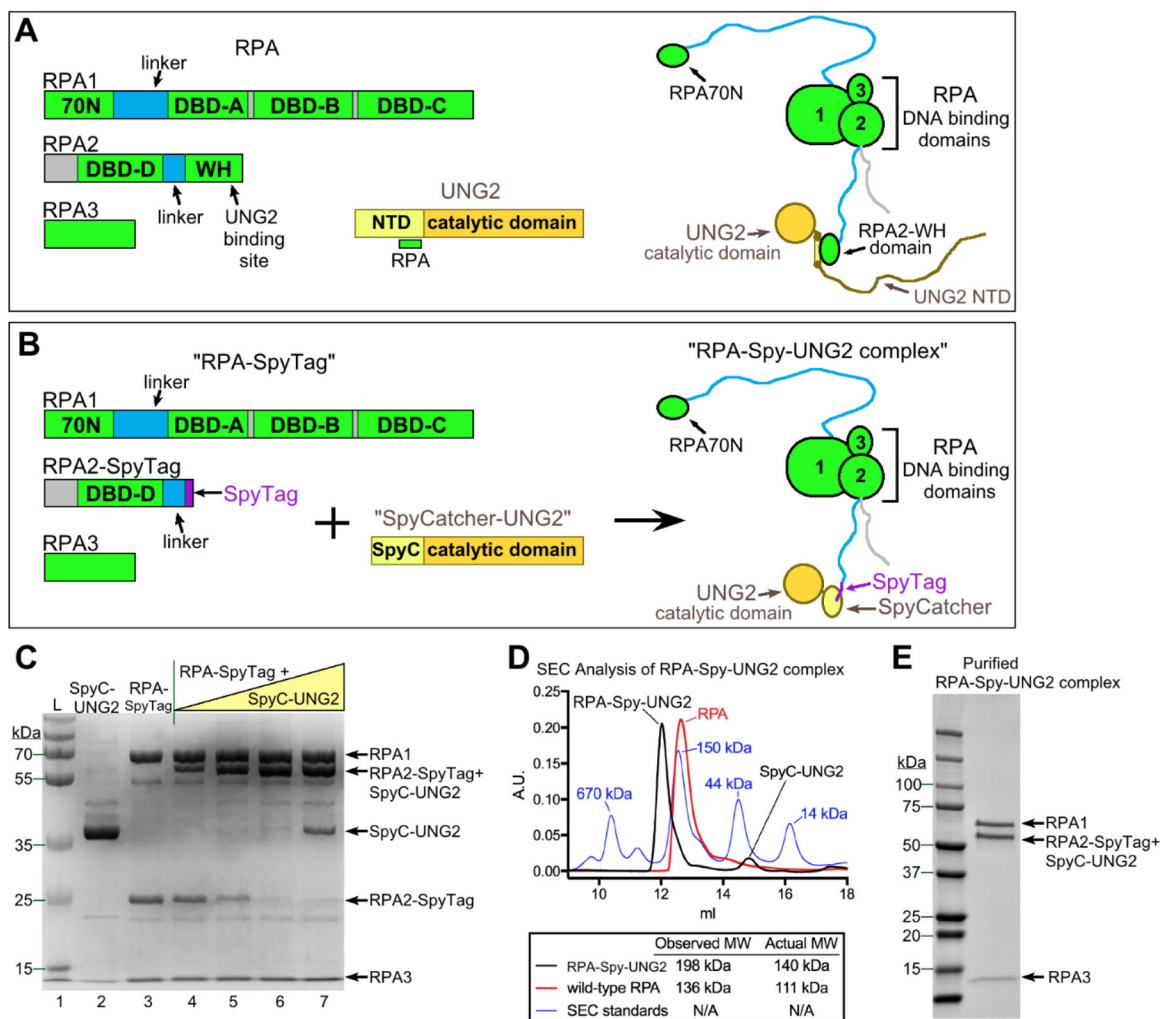 A
RPA
RPA1
linker
70N
DBD-A
DBD-B
DBD-C
RPA2
DBD-D
WH
linker
UNG2
binding
site
RPA3
UNG2
NTD
catalytic domain
RPA
RPA70N
1
3
2
RPA
DNA binding
domains
UNG2
catalytic domain
RPA2-WH
domain
UNG2 NTD
B
"RPA-SpyTag"
RPA1
linker
70N
DBD-A
DBD-B
DBD-C
RPA2-SpyTag
DBD-D
SpyTag
linker
RPA3
+
"SpyCatcher-UNG2"
SpyC
catalytic domain
"RPA-Spy-UNG2 complex"
RPA70N
1
3
2
RPA
DNA binding
domains
SpyTag
UNG2
catalytic domain
SpyCatcher
C
L
SpyC-
UNG2
RPA-
SpyTag
RPA-SpyTag +
SpyC-UNG2
kDa
70
55
35
25
15
RPA1
RPA2-SpyTag+
SpyC-UNG2
SpyC-UNG2
RPA2-SpyTag
RPA3
1 2 3 4 5 6 7
D
SEC Analysis of RPA-Spy-UNG2 complex
RPA-Spy-UNG2
RPA
150 kDa
SpyC-UNG2
670 kDa
44 kDa
14 kDa
A.U.
0.25
0.20
0.15
0.10
0.05
0.00
10 12 14 16 18
ml
Observed MW Actual MW
RPA-Spy-UNG2 198 kDa 140 kDa
wild-type RPA 136 kDa 111 kDa
SEC standards N/A N/A
E
Purified
RPA-Spy-UNG2 complex
kDa
100
75
50
37
25
20
15
RPA1
RPA2-SpyTag+
SpyC-UNG2
RPA3